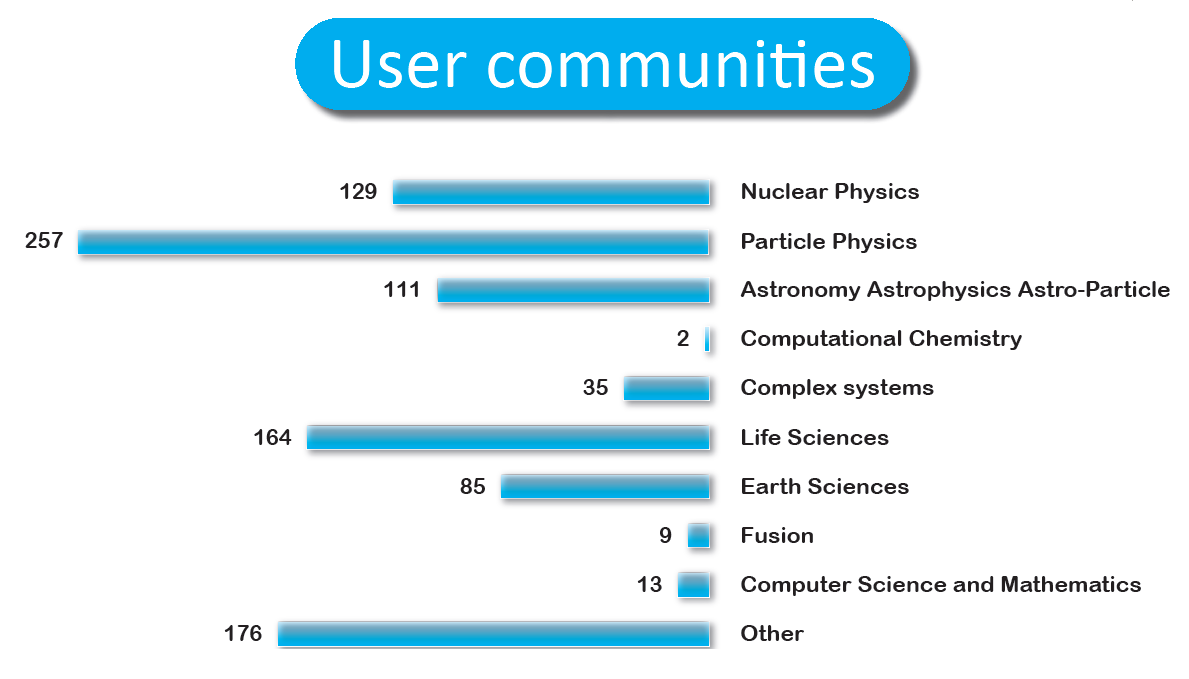 User communities
129 Nuclear Physics
257 Particle Physics
111 Astronomy Astrophysics Astro-Particle
2 Computational Chemistry
35 Complex systems
164 Life Sciences
85 Earth Sciences
9 Fusion
13 Computer Science and Mathematics
176 Other